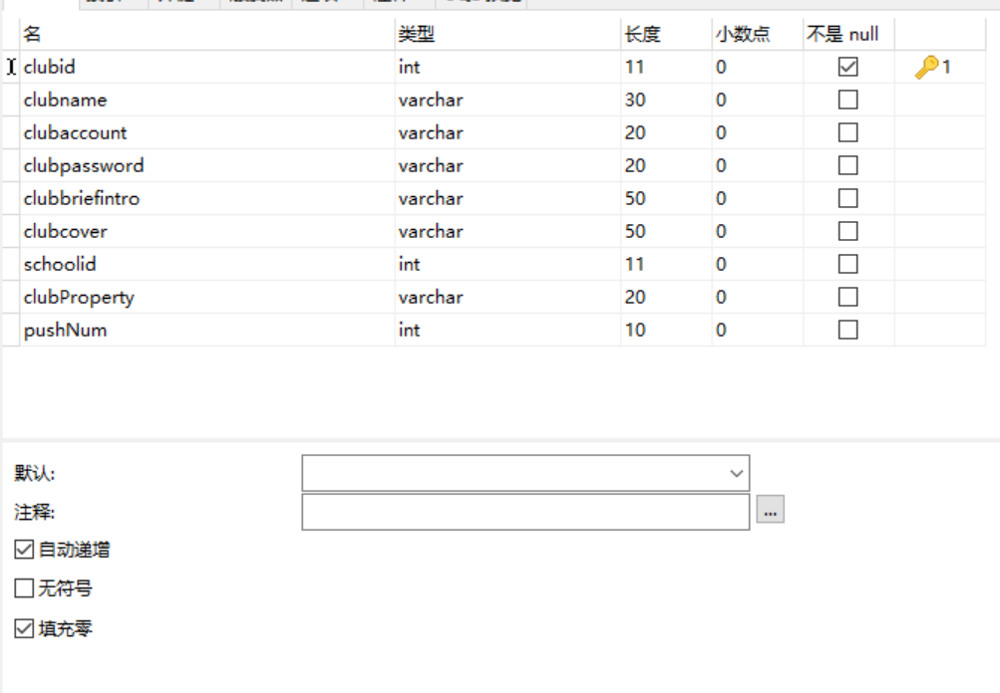 名 类型 长度 小数点 不是 null
clubid int 11 0 1
clubname varchar 30 0
clubaccount varchar 20 0
clubpassword varchar 20 0
clubbriefintro varchar 50 0
clubcover varchar 50 0
schoolid int 11 0
clubProperty varchar 20 0
pushNum int 10 0
默认:
注释:
...
自动递增
无符号
填充零